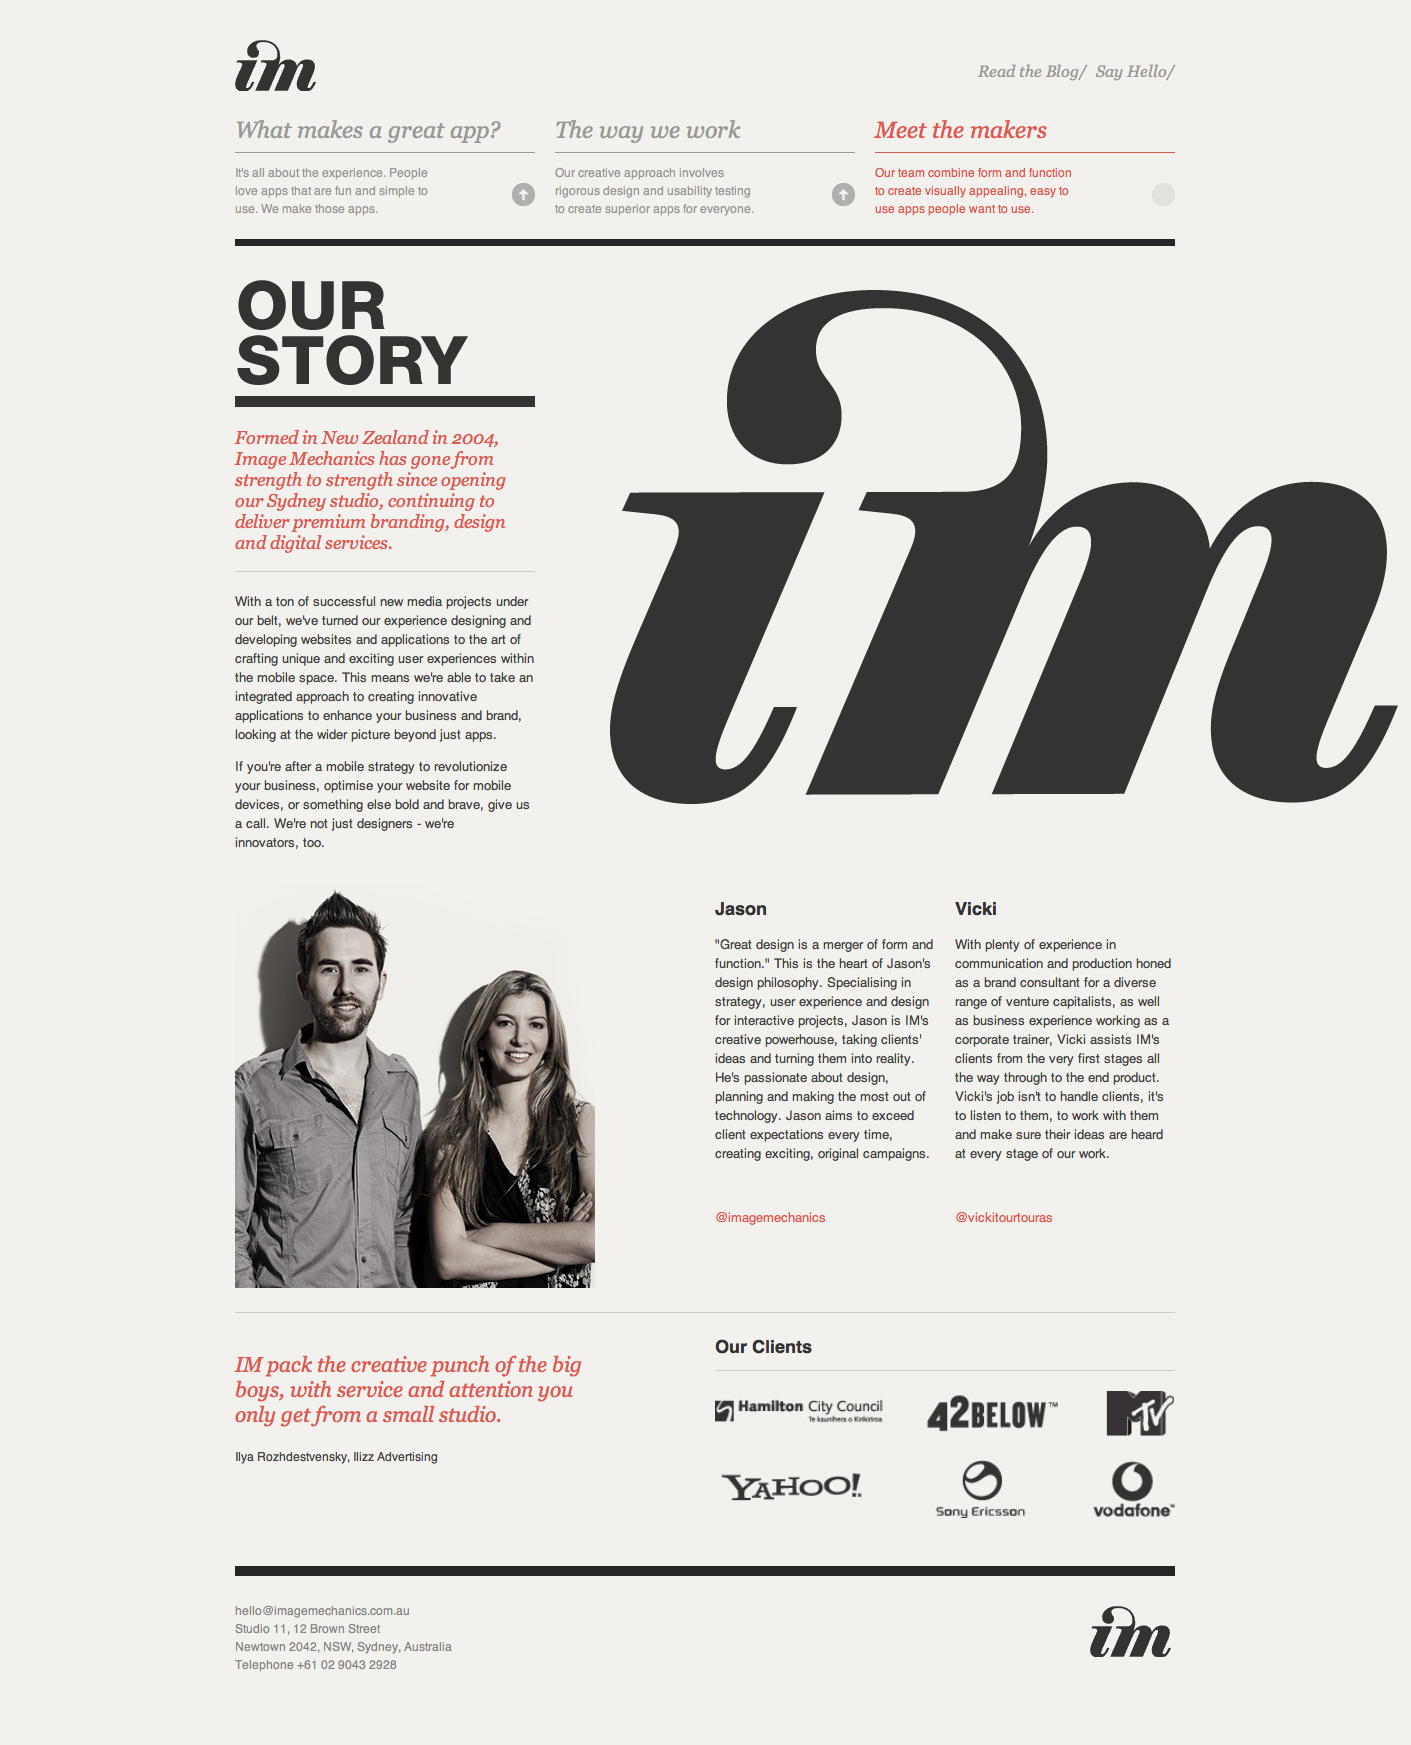 im
Read the Blog/ Say Hello/
What makes a great app?
It's all about the experience. People
love apps that are fun and simple to
use. We make those apps.
The way we work
Our creative approach involves
rigorous design and usability testing
to create superior apps for everyone.
Meet the makers
Our team combine form and function
to create visually appealing, easy to
use apps people want to use.
OUR
STORY
Formed in New Zealand in 2004,
Image Mechanics has gone from
strength to strength since opening
our Sydney studio, continuing to
deliver premium branding, design
and digital services.
With a ton of successful new media projects under
our belt, we've turned our experience designing and
developing websites and applications to the art of
crafting unique and exciting user experiences within
the mobile space. This means we're able to take an
integrated approach to creating innovative
applications to enhance your business and brand,
looking at the wider picture beyond just apps.
If you're after a mobile strategy to revolutionize
your business, optimise your website for mobile
devices, or something else bold and brave, give us
a call. We're not just designers - we're
innovators, too.
im
Jason
"Great design is a merger of form and
function." This is the heart of Jason's
design philosophy. Specialising in
strategy, user experience and design
for interactive projects, Jason is IM's
creative powerhouse, taking clients'
ideas and turning them into reality.
He's passionate about design,
planning and making the most out of
technology. Jason aims to exceed
client expectations every time,
creating exciting, original campaigns.
@imagemechanics
Vicki
With plenty of experience in
communication and production honed
as a brand consultant for a diverse
range of venture capitalists, as well
as business experience working as a
corporate trainer, Vicki assists IM's
clients from the very first stages all
the way through to the end product.
Vicki's job isn't to handle clients, it's
to listen to them, to work with them
and make sure their ideas are heard
at every stage of our work.
@vickitourtouras
IM pack the creative punch of the big
boys, with service and attention you
only get from a small studio.
Ilya Rozhdestvensky, Ilizz Advertising
Our Clients
Hamilton City Council
Te kaunihera o Kirikiriroa
42BELOW™
MTV
YAHOO!
Sony Ericsson
vodafone™
hello@imagemechanics.com.au
Studio 11, 12 Brown Street
Newtown 2042, NSW, Sydney, Australia
Telephone +61 02 9043 2928
im